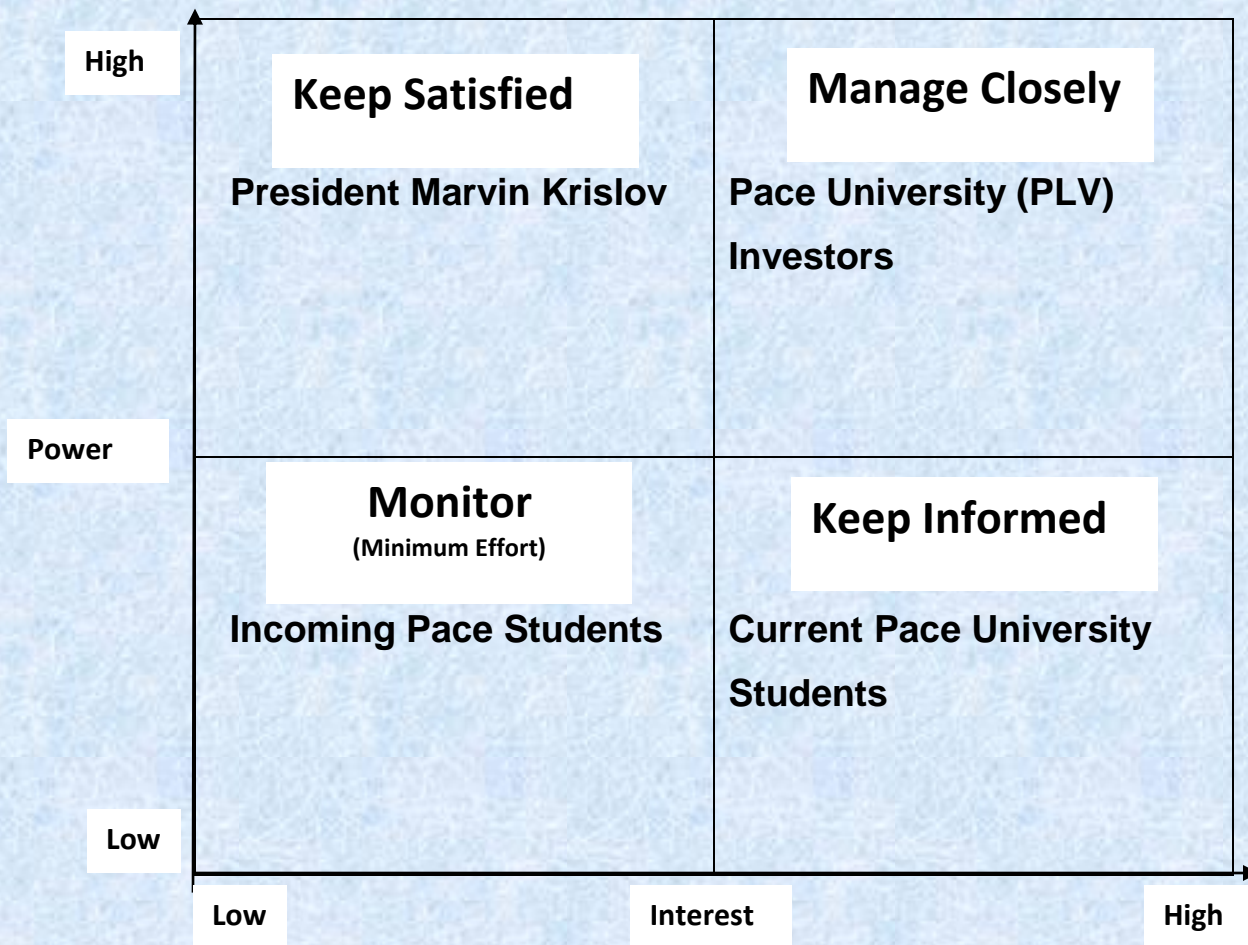 High
Keep Satisfied
Manage Closely
President Marvin Krislov
Pace University (PLV)
Investors
Power
Monitor
(Minimum Effort)
Keep Informed
Incoming Pace Students
Current Pace University
Students
Low
Low
Interest
High